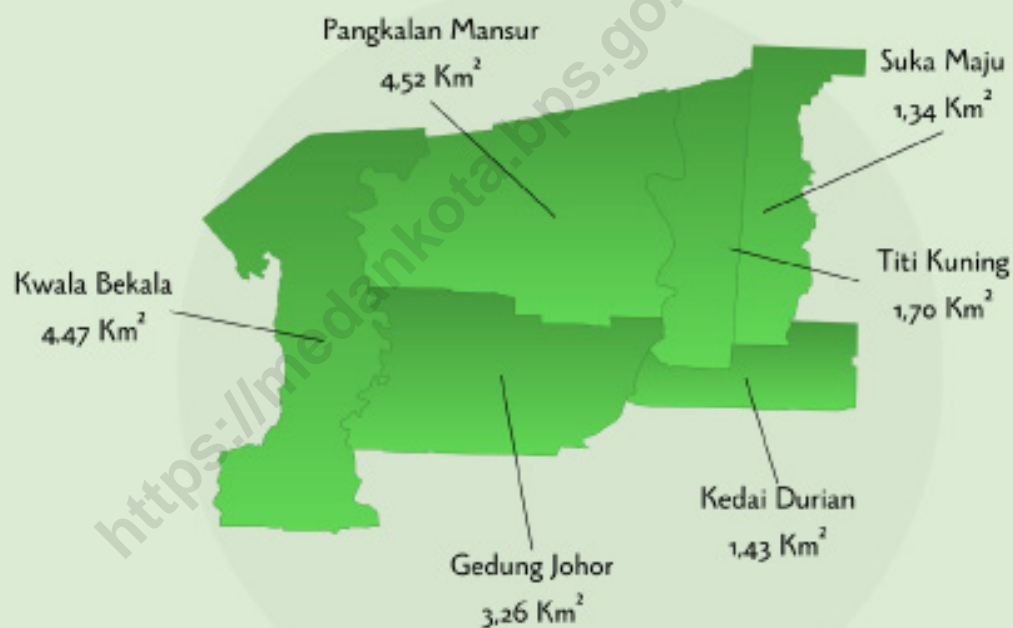 Pangkalan Mansur
4,52 Km²
Suka Maju
1,34 Km²
Titi Kuning
1,70 Km²
Kwala Bekala
4,47 Km²
Kedai Durian
1,43 Km²
Gedung Johor
3,26 Km²
https://medankota.bps.go.